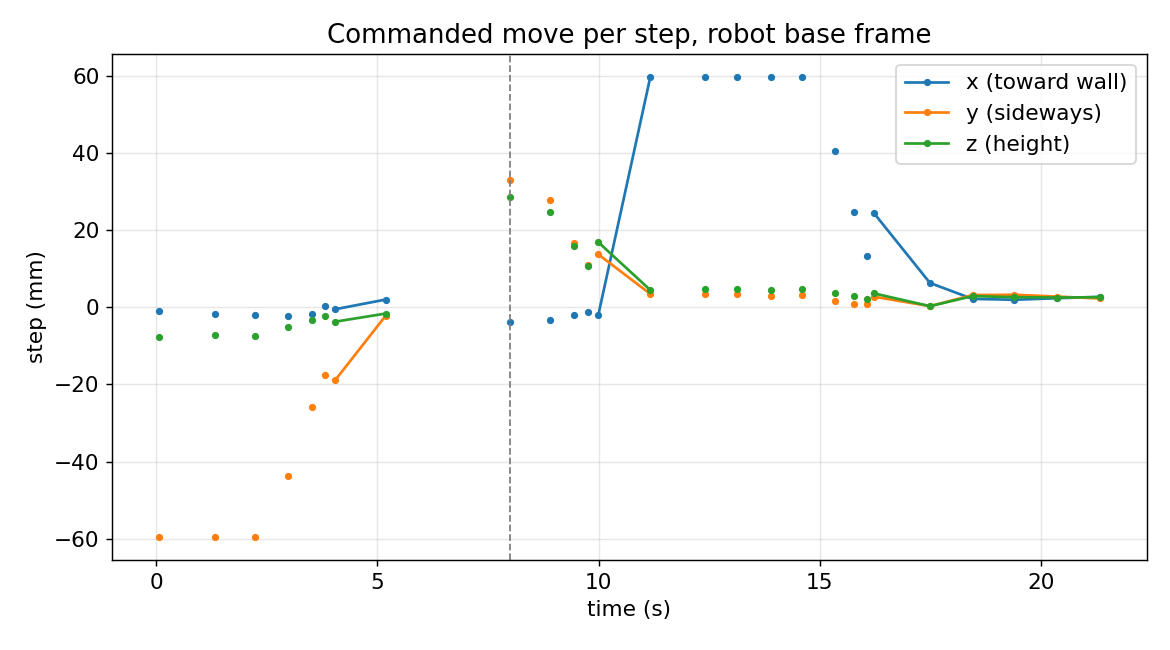 Commanded move per step, robot base frame
x (toward wall)
y (sideways)
z (height)
step (mm)
60
40
20
0
−20
−40
−60
0 5 10 15 20
time (s)